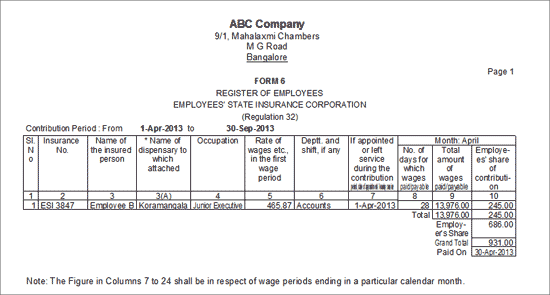 ABC Company
9/1, Mahalaxmi Chambers
M G Road
Bangalore
Page 1
FORM 6
REGISTER OF EMPLOYEES
EMPLOYEES' STATE INSURANCE CORPORATION
(Regulation 32)
Contribution Period : From 1-Apr-2013 to 30-Sep-2013
Sl. No
Insurance No.
Name of the insured person
* Name of dispensary to which attached
Occupation
Rate of wages etc., in the first wage period
Deptt. and shift, if any
If appointed or left service during the contribution
Month: April
No. of days for which wages paid/payable
Total amount of wages paid/payable
Employe-es' share of contributi-on
1 2 3 3(A) 4 5 6 7 8 9 10
1 ESI 3847 Employee B Koramangala Junior Executive 465.87 Accounts 1-Apr-2013 28 13,976.00 245.00
Total 13,976.00 245.00
Employ-er's Share 686.00
Grand Total 931.00
Paid On 30-Apr-2013
Note: The Figure in Columns 7 to 24 shall be in respect of wage periods ending in a particular calendar month.